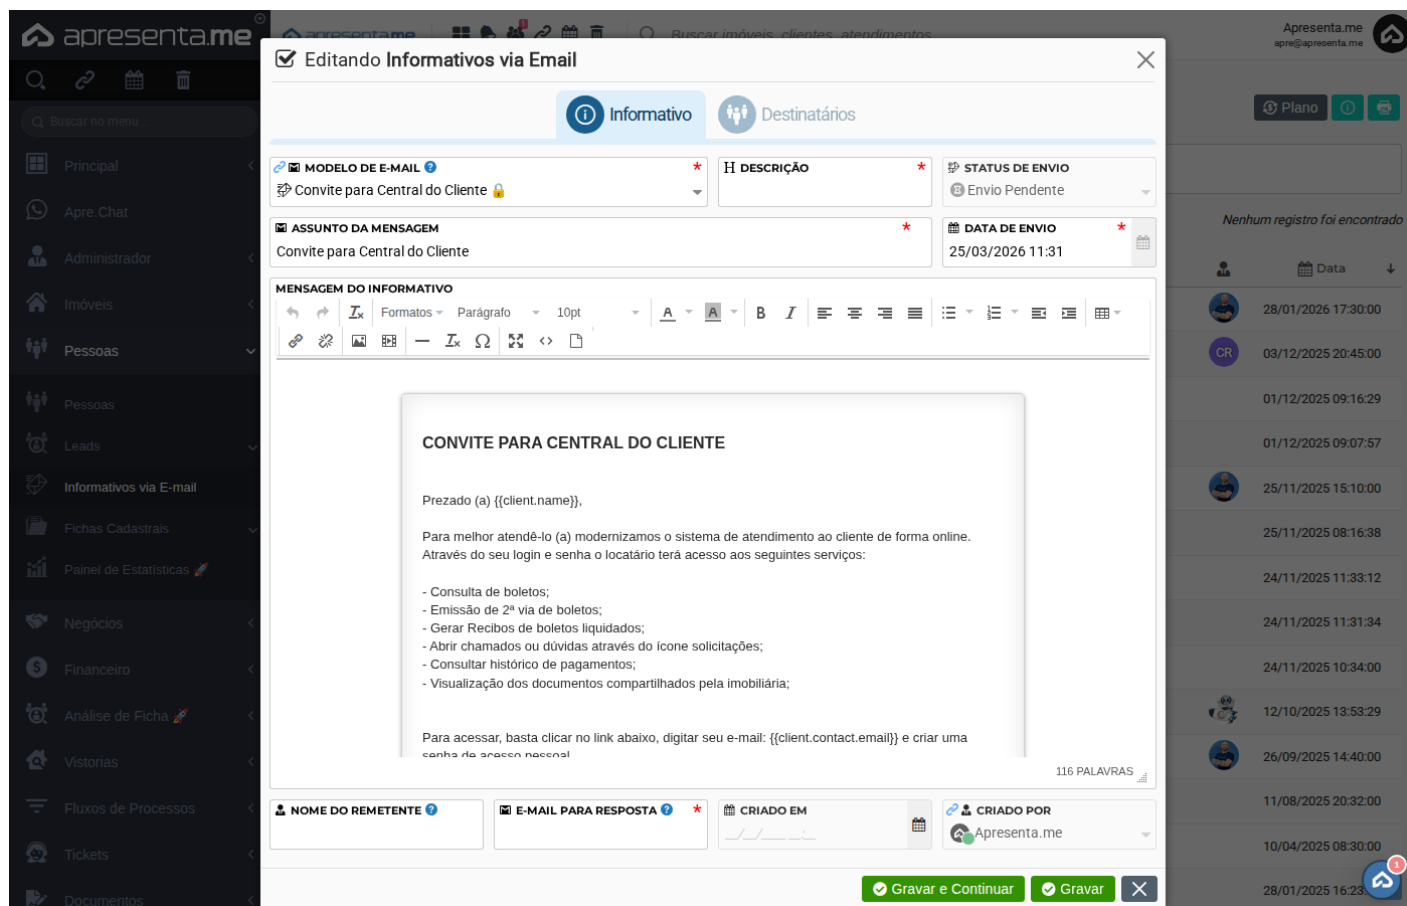 apresenta.me
apresenta.me
Buscar imóveis, clientes, atendimentos
Apresenta.me
apre@apresenta.me
Buscar no menu...
Principal
Apre.Chat
Administrador
Imóveis
Pessoas
Pessoas
Leads
Informativos via E-mail
Fichas Cadastrais
Painel de Estatísticas
Negócios
Financeiro
Análise de Ficha
Vistorias
Fluxos de Processos
Tickets
Documentos
Editando Informativos via Email
Informativo
Destinatários
MODELO DE E-MAIL *
Convite para Central do Cliente
DESCRIÇÃO *
STATUS DE ENVIO
Envio Pendente
ASSUNTO DA MENSAGEM *
Convite para Central do Cliente
DATA DE ENVIO *
25/03/2026 11:31
MENSAGEM DO INFORMATIVO
Formatos Parágrafo 10pt
CONVITE PARA CENTRAL DO CLIENTE
Prezado (a) {{client.name}},
Para melhor atendê-lo (a) modernizamos o sistema de atendimento ao cliente de forma online.
Através do seu login e senha o locatário terá acesso aos seguintes serviços:
- Consulta de boletos;
- Emissão de 2ª via de boletos;
- Gerar Recibos de boletos liquidados;
- Abrir chamados ou dúvidas através do ícone solicitações;
- Consultar histórico de pagamentos;
- Visualização dos documentos compartilhados pela imobiliária;
Para acessar, basta clicar no link abaixo, digitar seu e-mail: {{client.contact.email}} e criar uma
senha de acesso pessoal
116 PALAVRAS
NOME DO REMETENTE
E-MAIL PARA RESPOSTA *
CRIADO EM
__/__/____ __:__
CRIADO POR
Apresenta.me
Gravar e Continuar
Gravar
Plano
Nenhum registro foi encontrado
Data
28/01/2026 17:30:00
CR
03/12/2025 20:45:00
01/12/2025 09:16:29
01/12/2025 09:07:57
25/11/2025 15:10:00
25/11/2025 08:16:38
24/11/2025 11:33:12
24/11/2025 11:31:34
24/11/2025 10:34:00
12/10/2025 13:53:29
26/09/2025 14:40:00
11/08/2025 20:32:00
10/04/2025 08:30:00
28/01/2025 16:23:
1